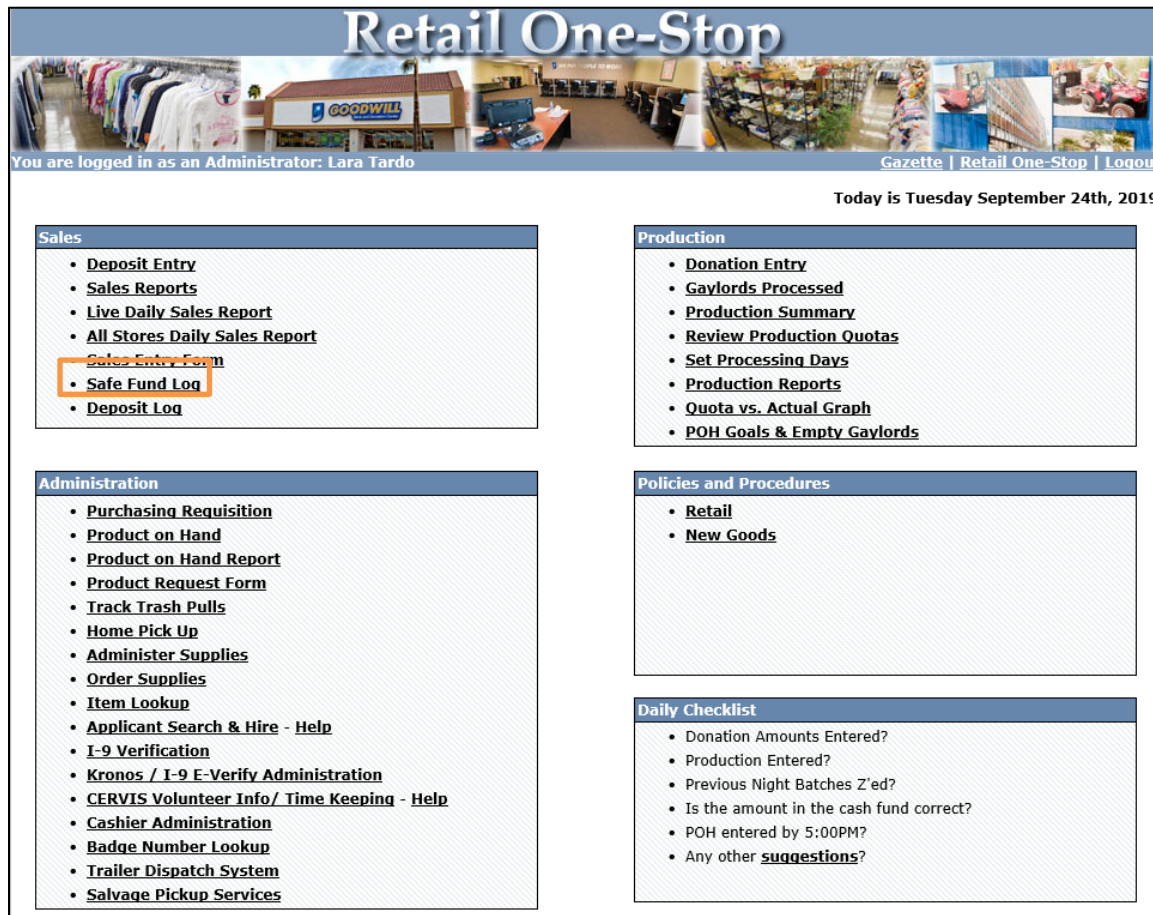 Retail One-Stop
GOODWILL
You are logged in as an Administrator: Lara Tardo
Gazette | Retail One-Stop | Logou
Today is Tuesday September 24th, 2019
Sales
• Deposit Entry
• Sales Reports
• Live Daily Sales Report
• All Stores Daily Sales Report
• Sales Entry Form
• Safe Fund Log
• Deposit Log
Production
• Donation Entry
• Gaylords Processed
• Production Summary
• Review Production Quotas
• Set Processing Days
• Production Reports
• Quota vs. Actual Graph
• POH Goals & Empty Gaylords
Administration
• Purchasing Requisition
• Product on Hand
• Product on Hand Report
• Product Request Form
• Track Trash Pulls
• Home Pick Up
• Administer Supplies
• Order Supplies
• Item Lookup
• Applicant Search & Hire - Help
• I-9 Verification
• Kronos / I-9 E-Verify Administration
• CERVIS Volunteer Info/ Time Keeping - Help
• Cashier Administration
• Badge Number Lookup
• Trailer Dispatch System
• Salvage Pickup Services
Policies and Procedures
• Retail
• New Goods
Daily Checklist
• Donation Amounts Entered?
• Production Entered?
• Previous Night Batches Z'ed?
• Is the amount in the cash fund correct?
• POH entered by 5:00PM?
• Any other suggestions?